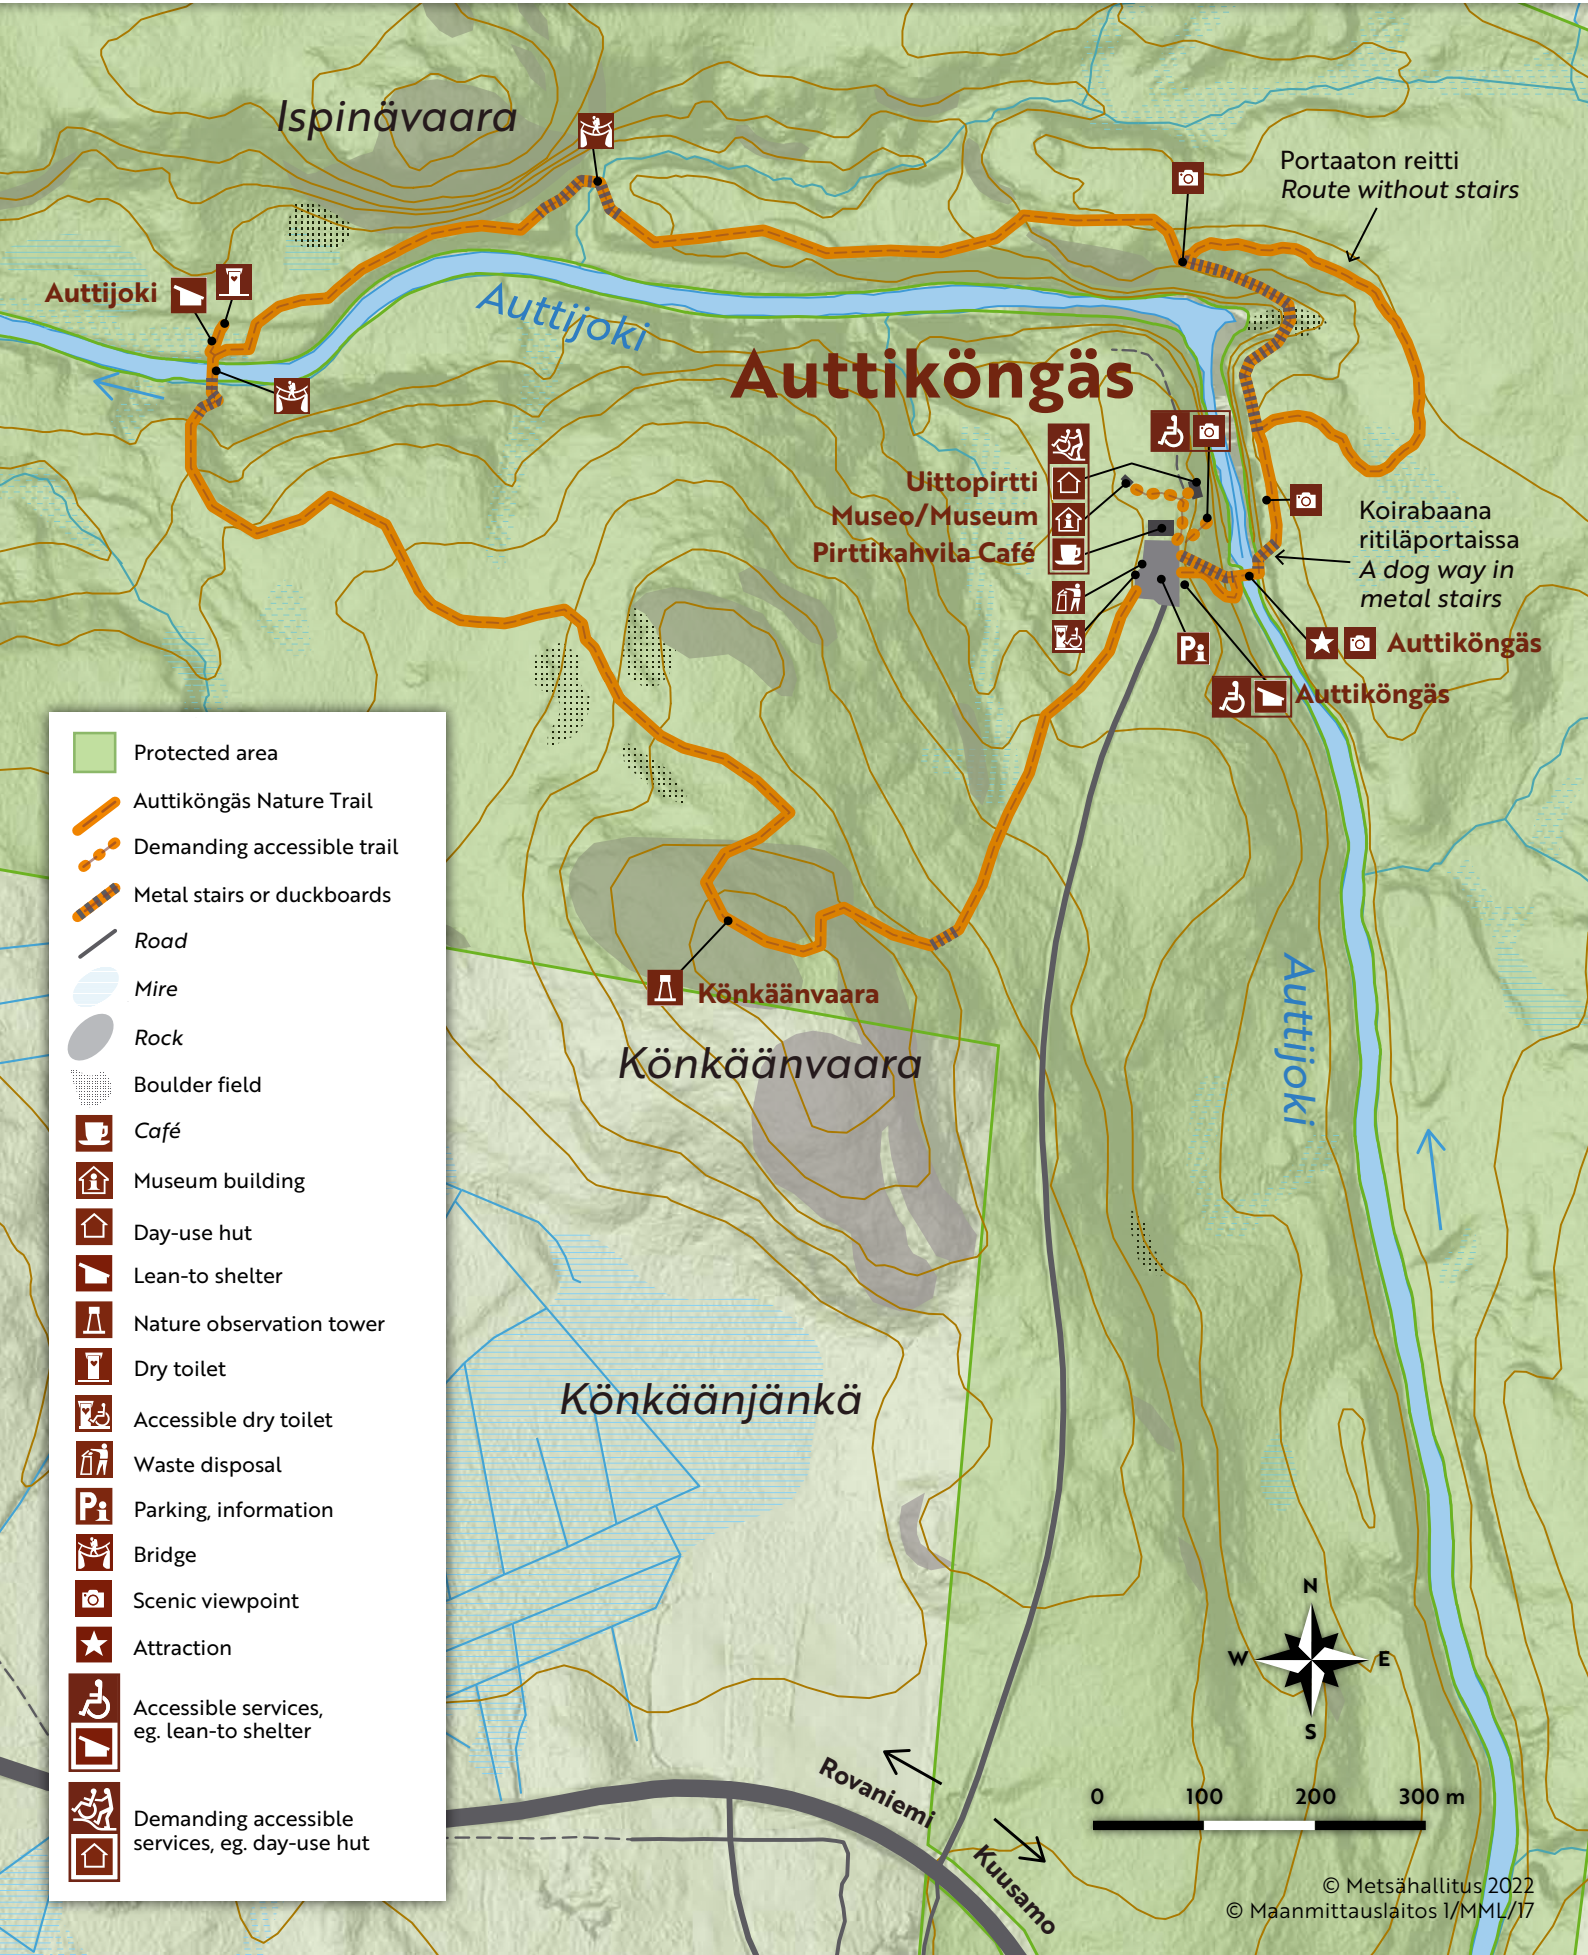 Ispinävaara
Portaaton reitti
Route without stairs
Auttijoki
Auttijoki
Auttiköngäs
Uittopirtti
Museo/Museum
Pirttikahvila Café
Koirabaana
ritiläportaissa
A dog way in
metal stairs
Pi
Auttiköngäs
Auttiköngäs
Protected area
Auttiköngäs Nature Trail
Demanding accessible trail
Metal stairs or duckboards
Road
Mire
Rock
Boulder field
Café
Museum building
Day-use hut
Lean-to shelter
Nature observation tower
Dry toilet
Accessible dry toilet
Waste disposal
Pi
Parking, information
Bridge
Scenic viewpoint
Attraction
Accessible services,
eg. lean-to shelter
Demanding accessible
services, eg. day-use hut
Könkäänvaara
Könkäänvaara
Auttijoki
Könkäänjänkä
N
W
E
S
Rovaniemi
Kuusamo
0 100 200 300 m
© Metsähallitus 2022
© Maanmittauslaitos 1/MML/17